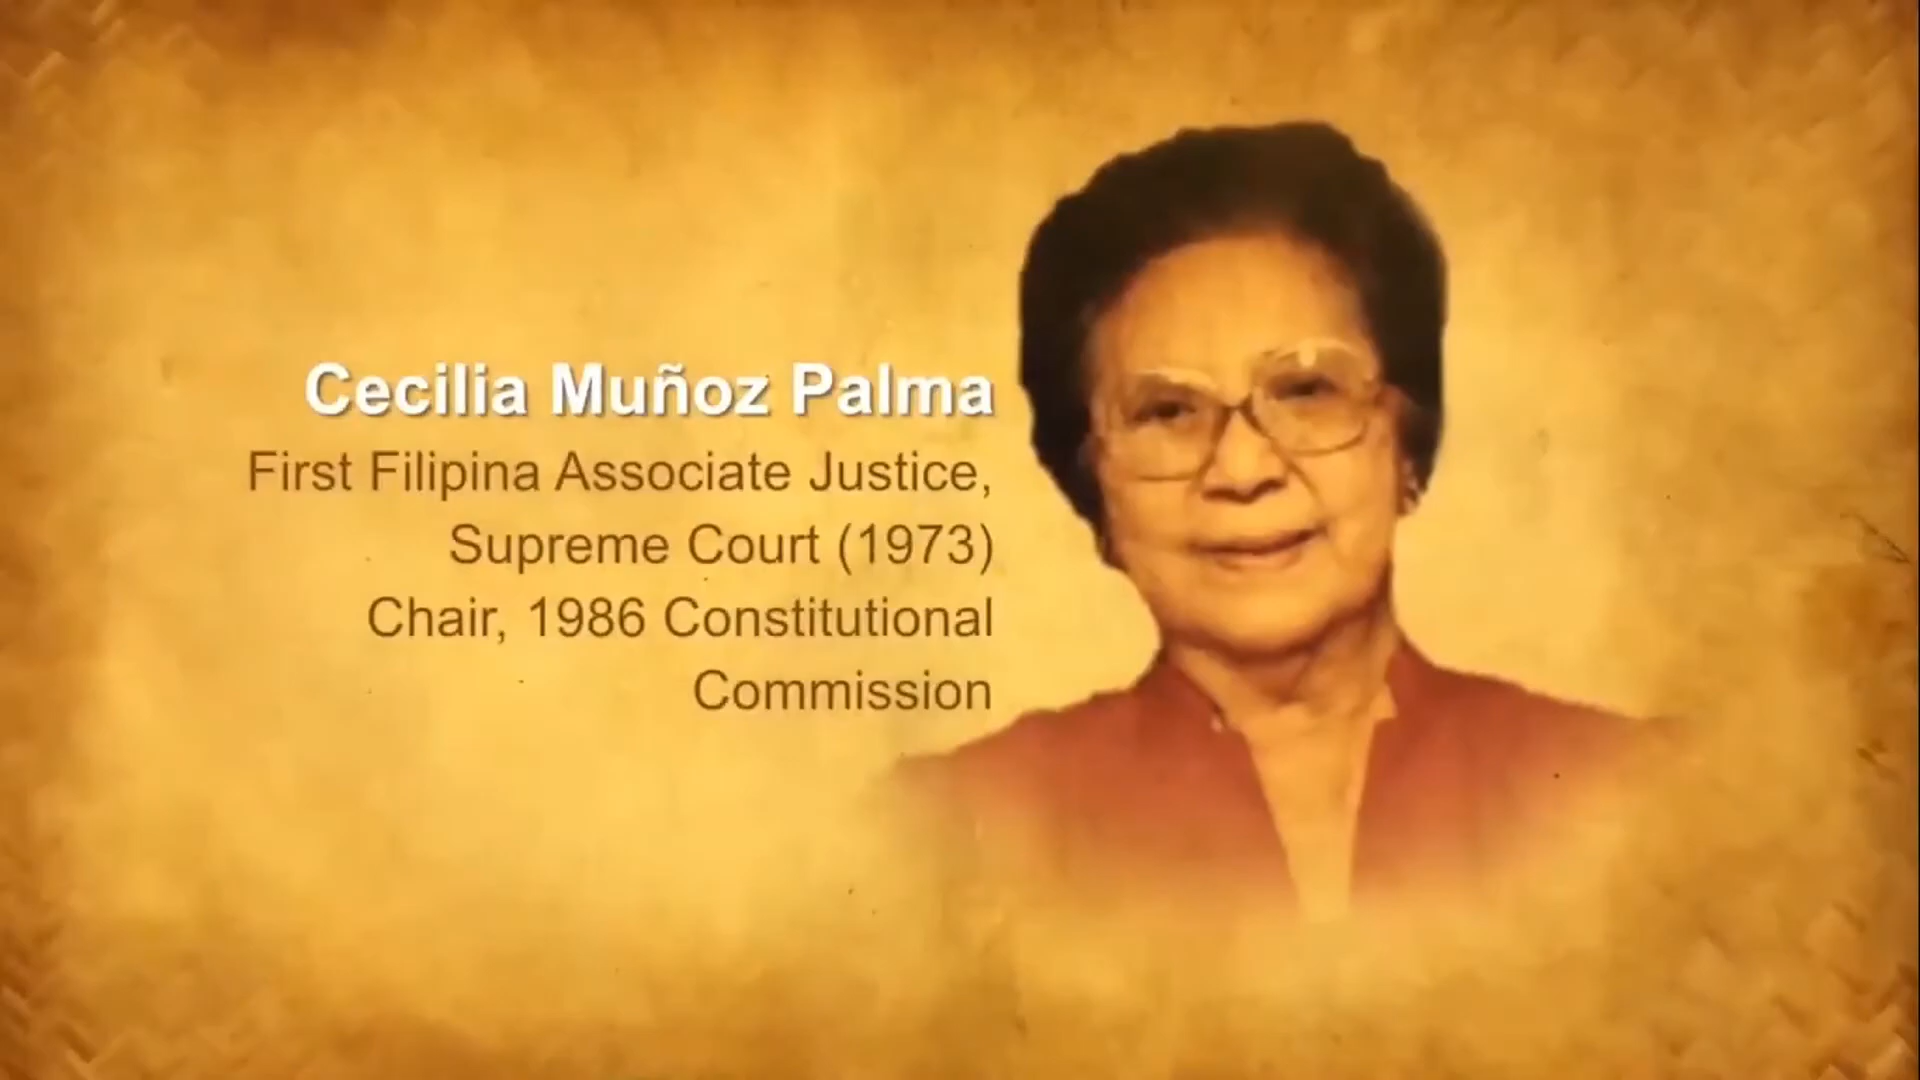 Cecilia Muñoz Palma
First Filipina Associate Justice,
Supreme Court (1973)
Chair, 1986 Constitutional
Commission